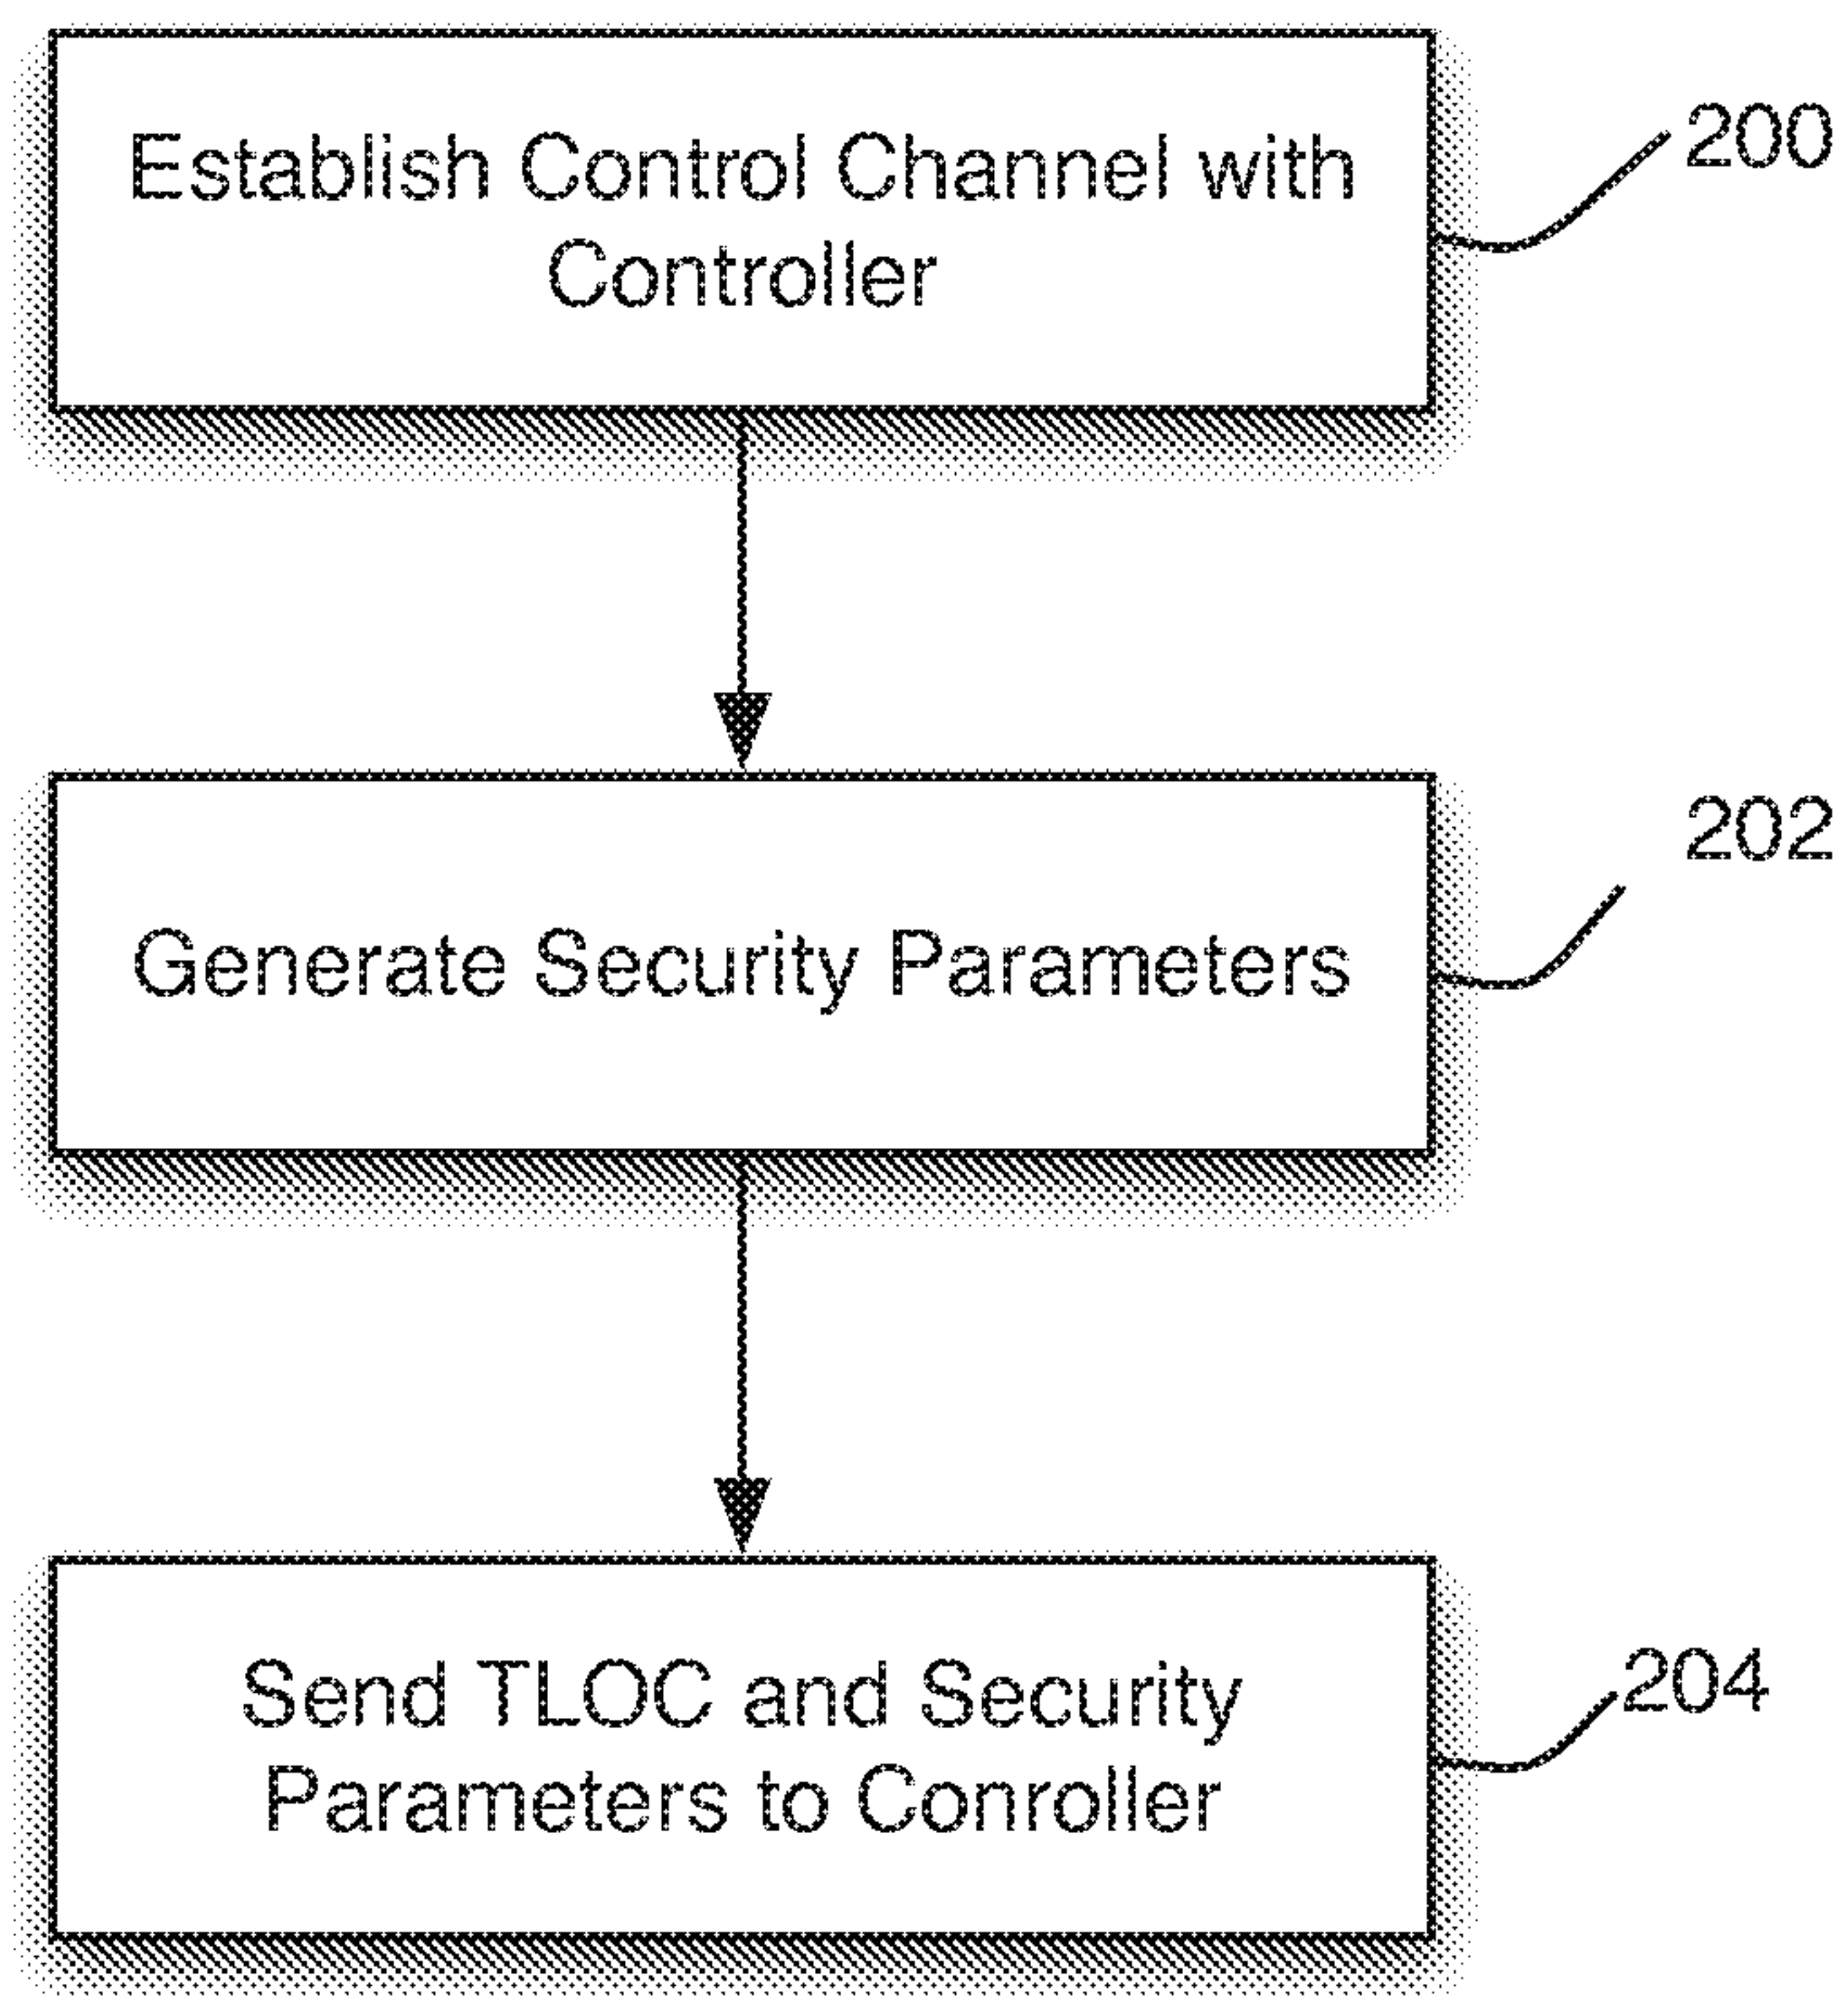 Establish Control Channel with
Controller
200
Generate Security Parameters
202
Send TLOC and Security
Parameters to Conroller
204